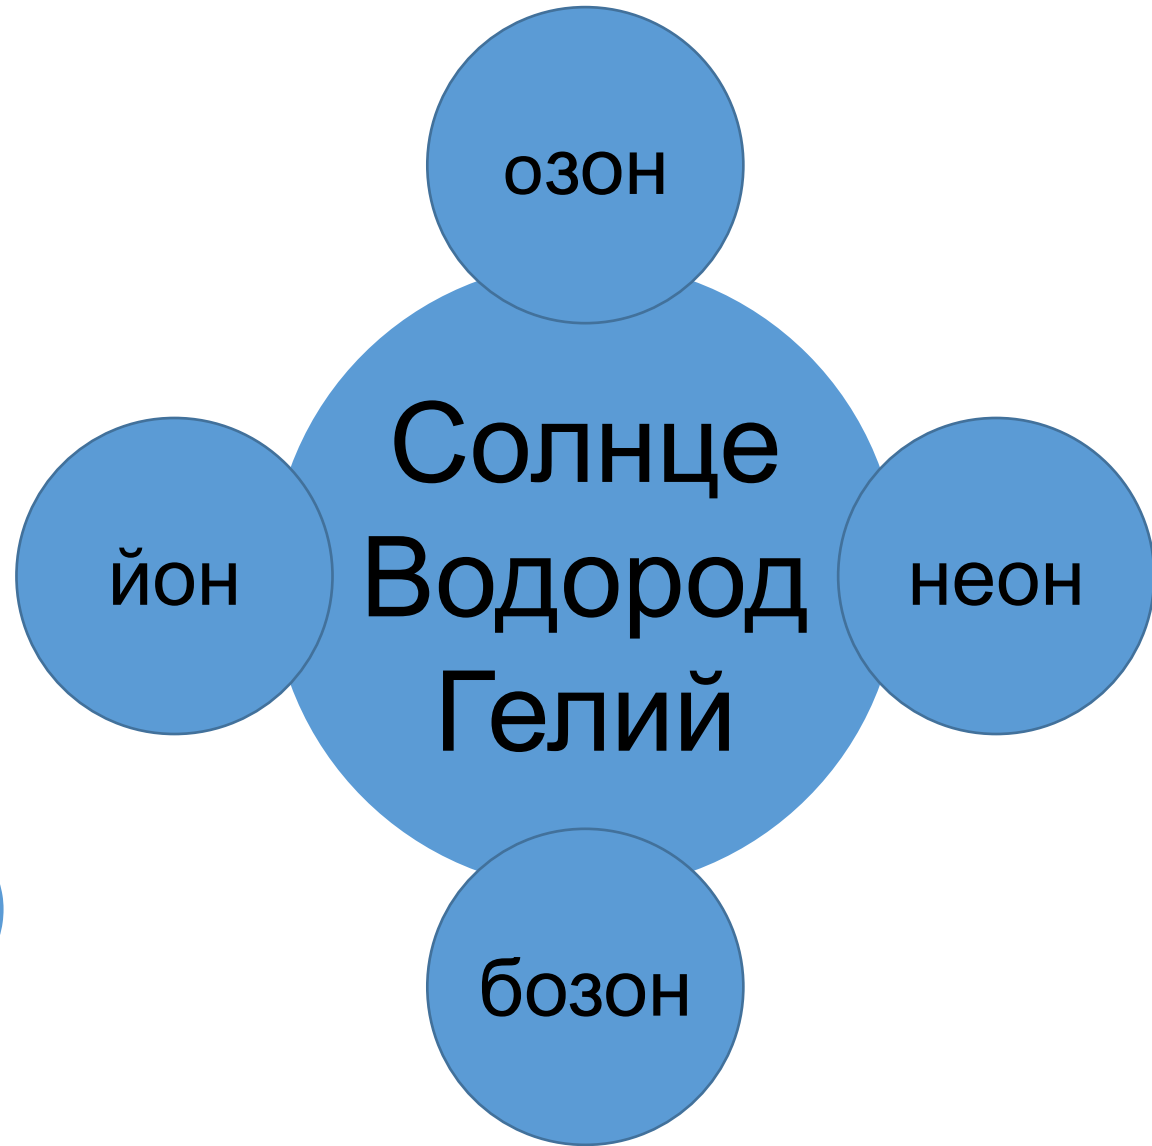 озон
Солнце
Водород
Гелий
йон
неон
бозон